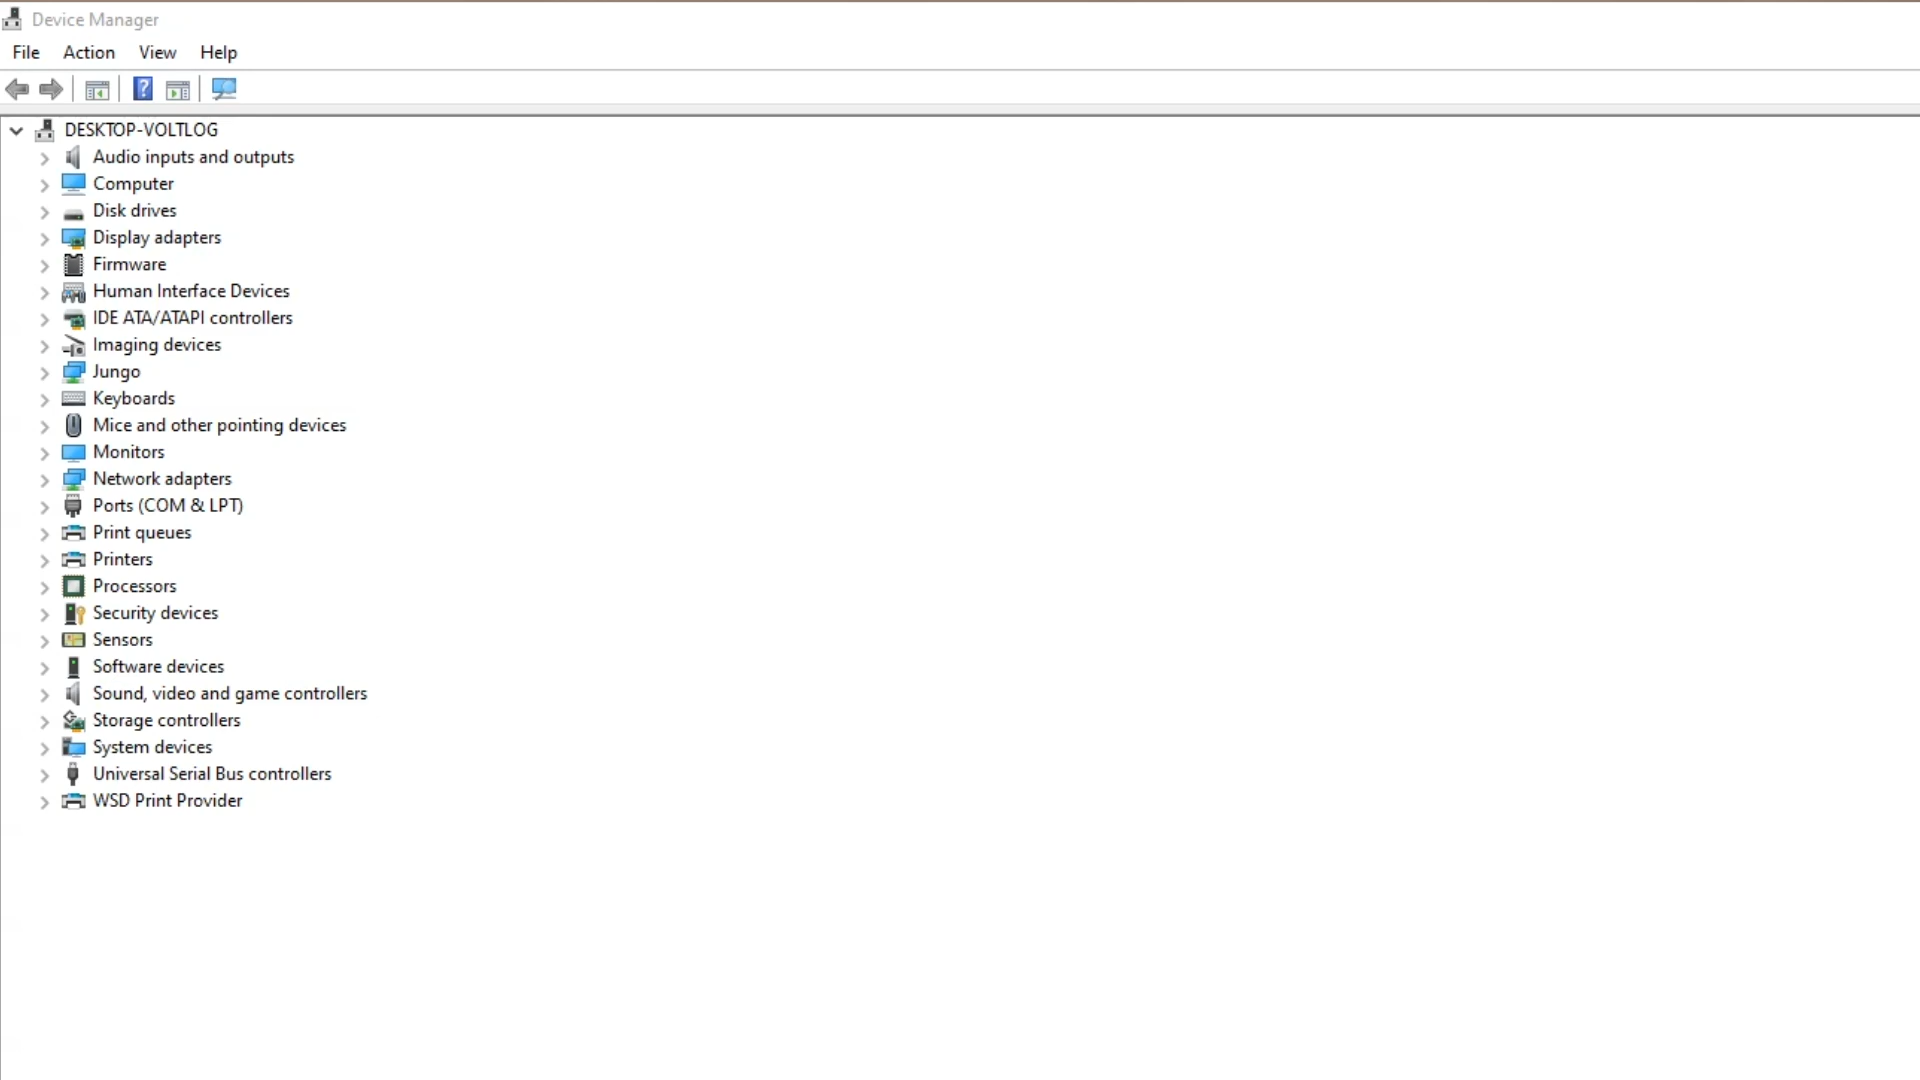 Device Manager
File Action View Help
DESKTOP-VOLTLOG
Audio inputs and outputs
Computer
Disk drives
Display adapters
Firmware
Human Interface Devices
IDE ATA/ATAPI controllers
Imaging devices
Jungo
Keyboards
Mice and other pointing devices
Monitors
Network adapters
Ports (COM & LPT)
Print queues
Printers
Processors
Security devices
Sensors
Software devices
Sound, video and game controllers
Storage controllers
System devices
Universal Serial Bus controllers
WSD Print Provider